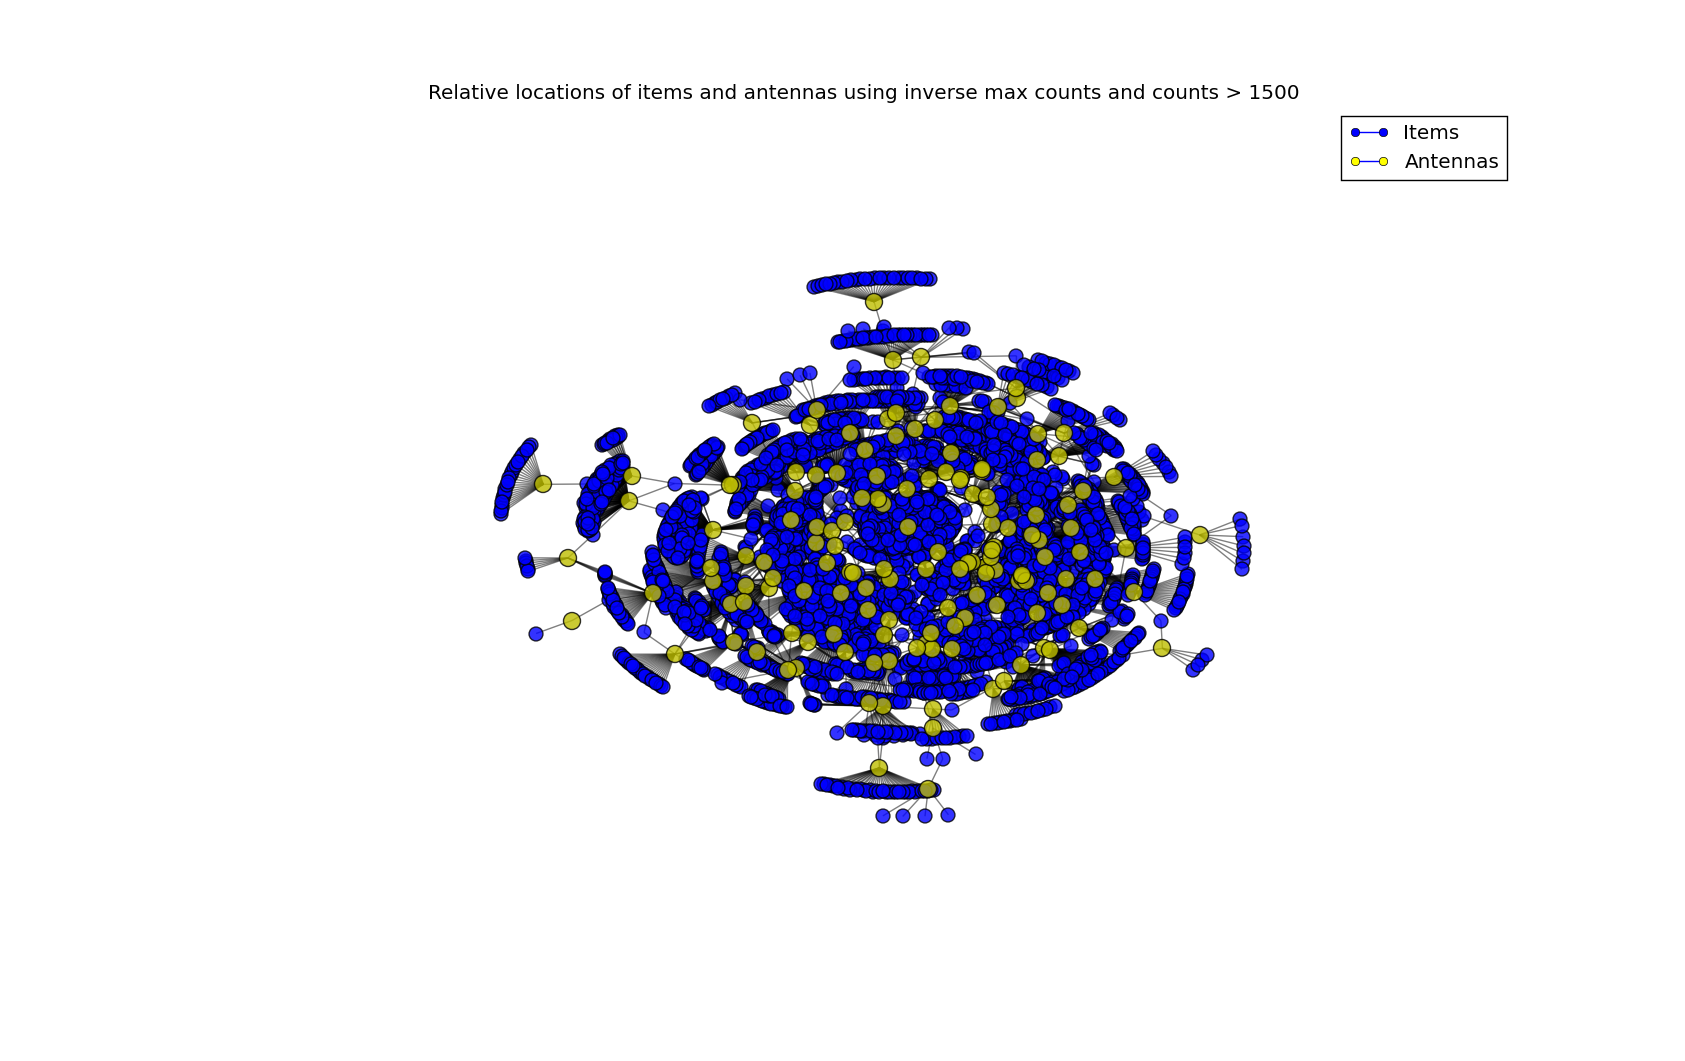 Relative locations of items and antennas using inverse max counts and counts > 1500
Items
Antennas